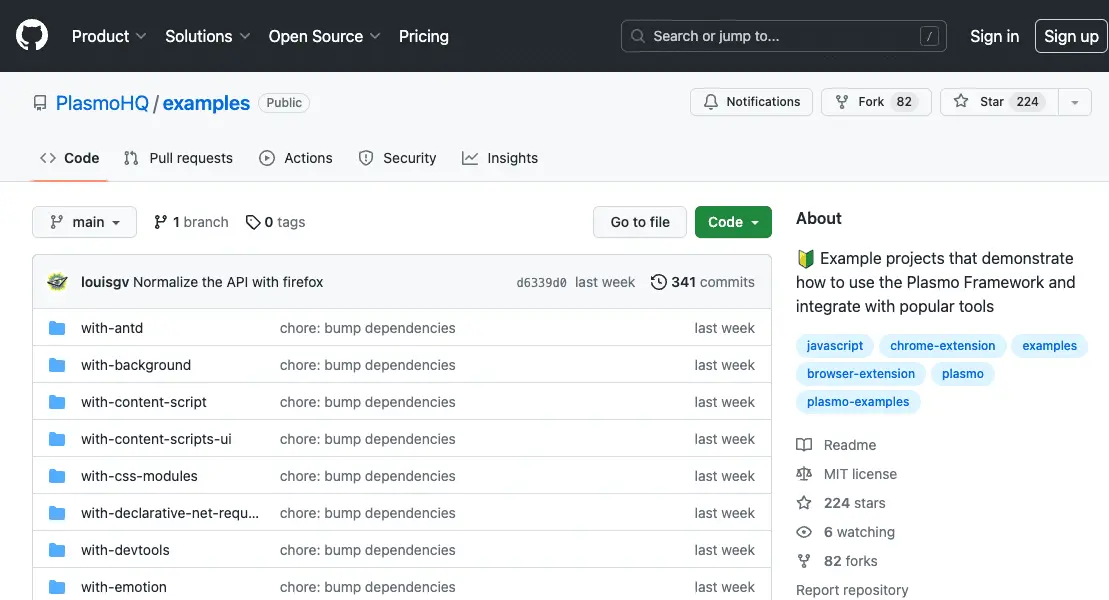 Product Solutions Open Source Pricing Search or jump to... / Sign in Sign up
PlasmoHQ / examples Public Notifications Fork 82 Star 224
Code Pull requests Actions Security Insights
main 1 branch 0 tags Go to file Code
louisgv Normalize the API with firefox d6339d0 last week 341 commits
with-antd chore: bump dependencies last week
with-background chore: bump dependencies last week
with-content-script chore: bump dependencies last week
with-content-scripts-ui chore: bump dependencies last week
with-css-modules chore: bump dependencies last week
with-declarative-net-requ... chore: bump dependencies last week
with-devtools chore: bump dependencies last week
with-emotion chore: bump dependencies last week
About
Example projects that demonstrate
how to use the Plasmo Framework and
integrate with popular tools
javascript chrome-extension examples
browser-extension plasmo
plasmo-examples
Readme
MIT license
224 stars
6 watching
82 forks
Report repository